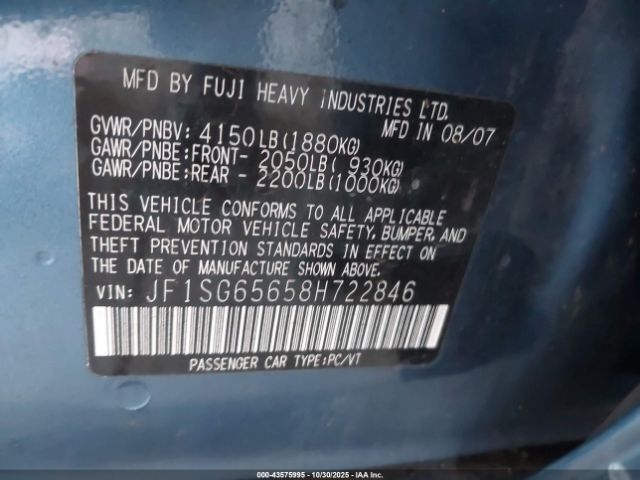 MFD BY FUJI HEAVY INDUSTRIES LTD.
MFD IN 08/07
GVWR/PNBV: 4150LB(1880KG)
GAWR/PNBE:FRONT- 2050LB( 930KG)
GAWR/PNBE:REAR - 2200LB(1000KG)
THIS VEHICLE CONFORMS TO ALL APPLICABLE
FEDERAL MOTOR VEHICLE SAFETY, BUMPER, AND
THEFT PREVENTION STANDARDS IN EFFECT ON
THE DATE OF MANUFACTURE SHOWN ABOVE.
VIN: JF1SG65658H722846
PASSENGER CAR TYPE:PC/VT
000-43575995 - 10/30/2025 - IAA Inc.